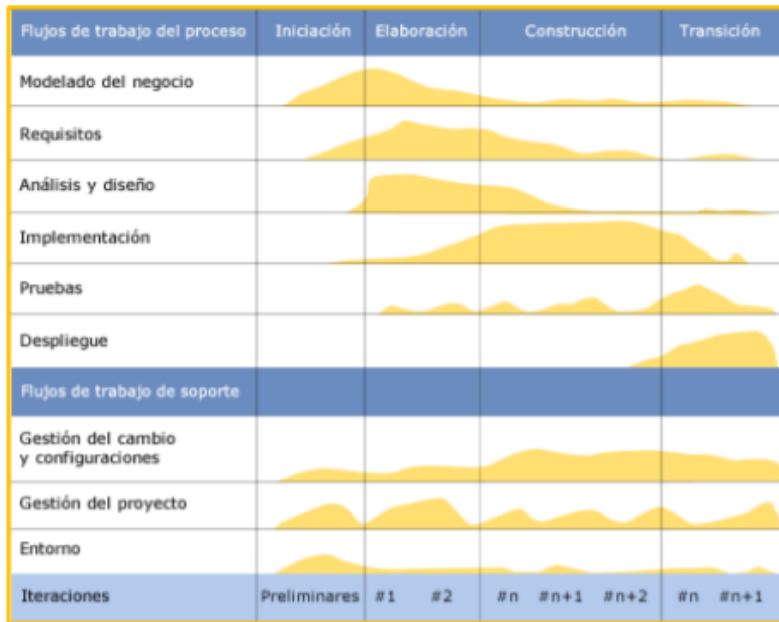 Flujos de trabajo del proceso Iniciación Elaboración Construcción Transición
Modelado del negocio
Requisitos
Análisis y diseño
Implementación
Pruebas
Despliegue
Flujos de trabajo de soporte
Gestión del cambio
y configuraciones
Gestión del proyecto
Entorno
Iteraciones Preliminares #1 #2 #n #n+1 #n+2 #n #n+1